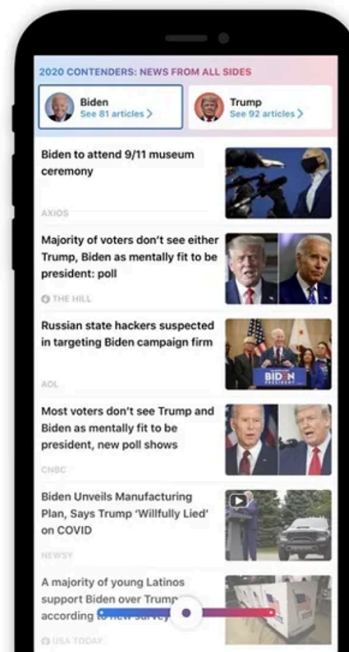 2020 CONTENDERS: NEWS FROM ALL SIDES
Biden
See 81 articles >
Trump
See 92 articles >
Biden to attend 9/11 museum
ceremony
AXIOS
Majority of voters don't see either
Trump, Biden as mentally fit to be
president: poll
THE HILL
Russian state hackers suspected
in targeting Biden campaign firm
AOL
BIDEN
PRESIDENT
Most voters don't see Trump and
Biden as mentally fit to be
president, new poll shows
CNBC
Biden Unveils Manufacturing
Plan, Says Trump 'Willfully Lied'
on COVID
NEWSY
A majority of young Latinos
support Biden over Trump
according to new survey
USA TODAY